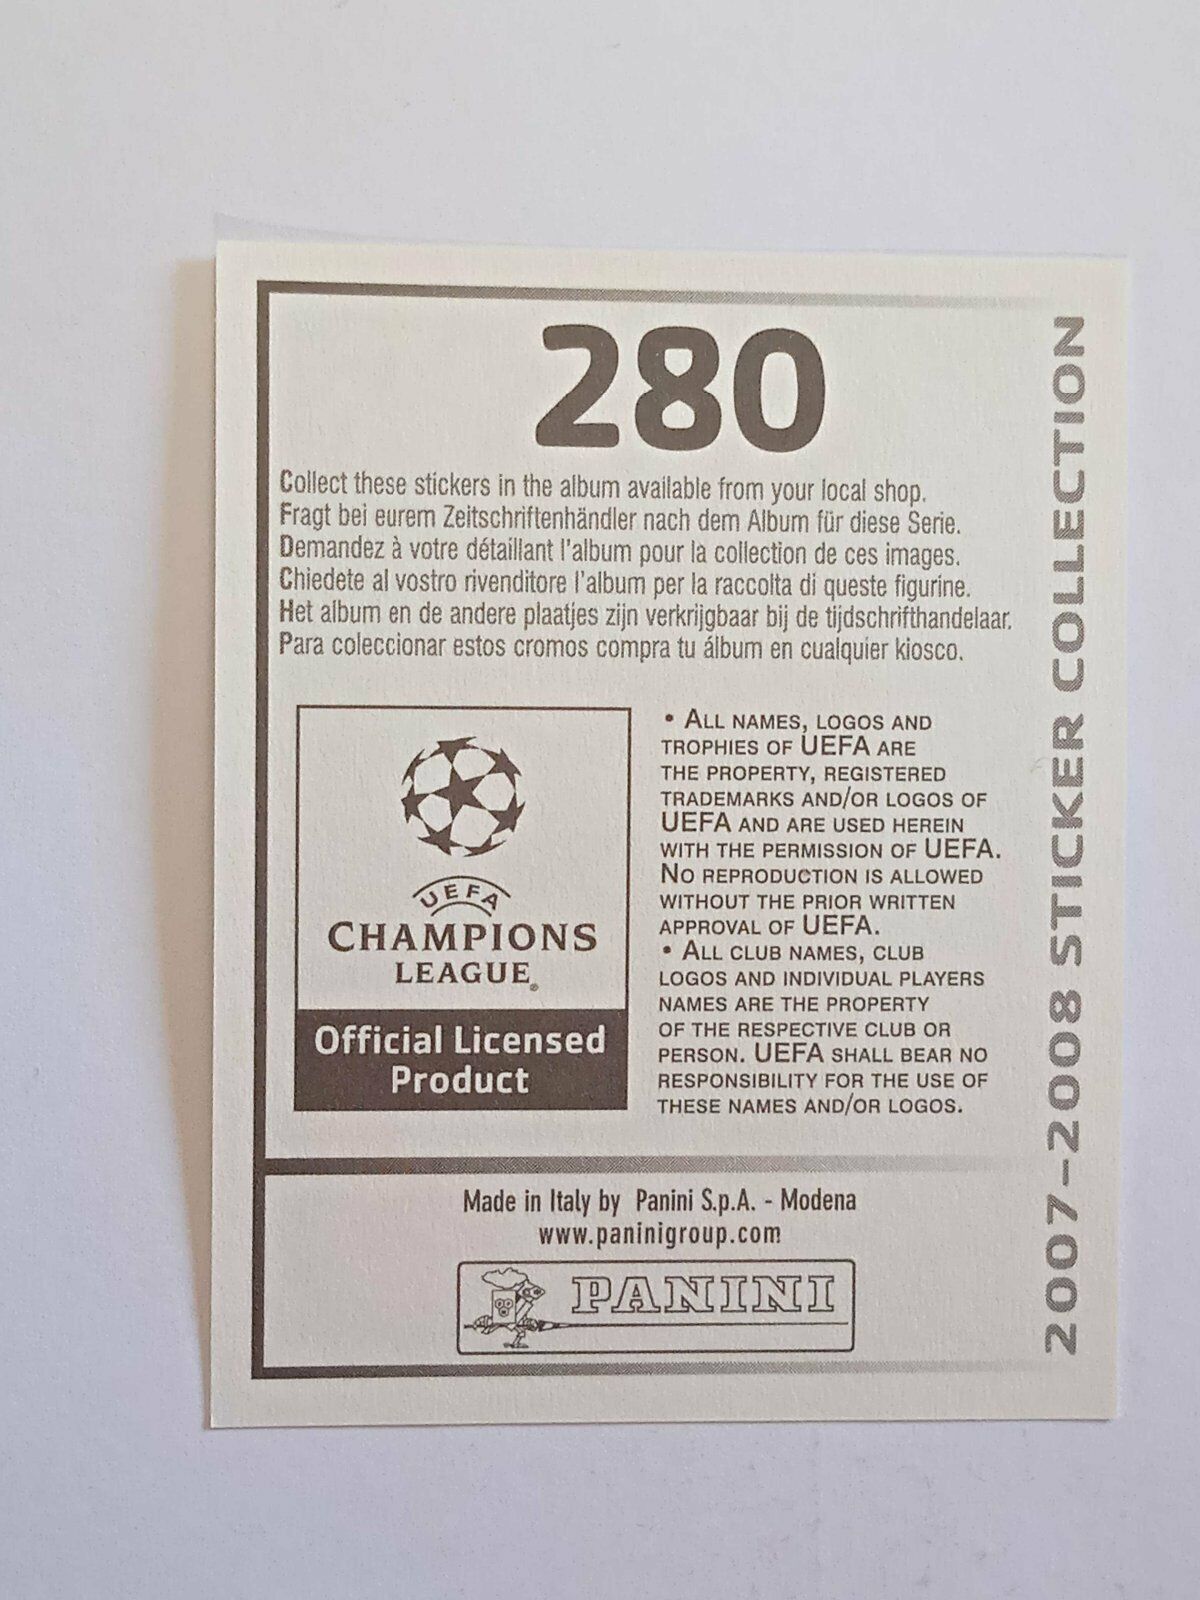 280
Collect these stickers in the album available from your local shop.
Fragt bei eurem Zeitschriftenhändler nach dem Album für diese Serie.
Demandez à votre détaillant l'album pour la collection de ces images.
Chiedete al vostro rivenditore l'album per la raccolta di queste figurine.
Het album en de andere plaatjes zijn verkrijgbaar bij de tijdschrifthandelaar.
Para coleccionar estos cromos compra tu álbum en cualquier kiosco.
UEFA
CHAMPIONS
LEAGUE®
Official Licensed
Product
• ALL NAMES, LOGOS AND
TROPHIES OF UEFA ARE
THE PROPERTY, REGISTERED
TRADEMARKS AND/OR LOGOS OF
UEFA AND ARE USED HEREIN
WITH THE PERMISSION OF UEFA.
NO REPRODUCTION IS ALLOWED
WITHOUT THE PRIOR WRITTEN
APPROVAL OF UEFA.
• ALL CLUB NAMES, CLUB
LOGOS AND INDIVIDUAL PLAYERS
NAMES ARE THE PROPERTY
OF THE RESPECTIVE CLUB OR
PERSON. UEFA SHALL BEAR NO
RESPONSIBILITY FOR THE USE OF
THESE NAMES AND/OR LOGOS.
Made in Italy by Panini S.p.A. - Modena
www.paninigroup.com
PANINI
2007-2008 STICKER COLLECTION